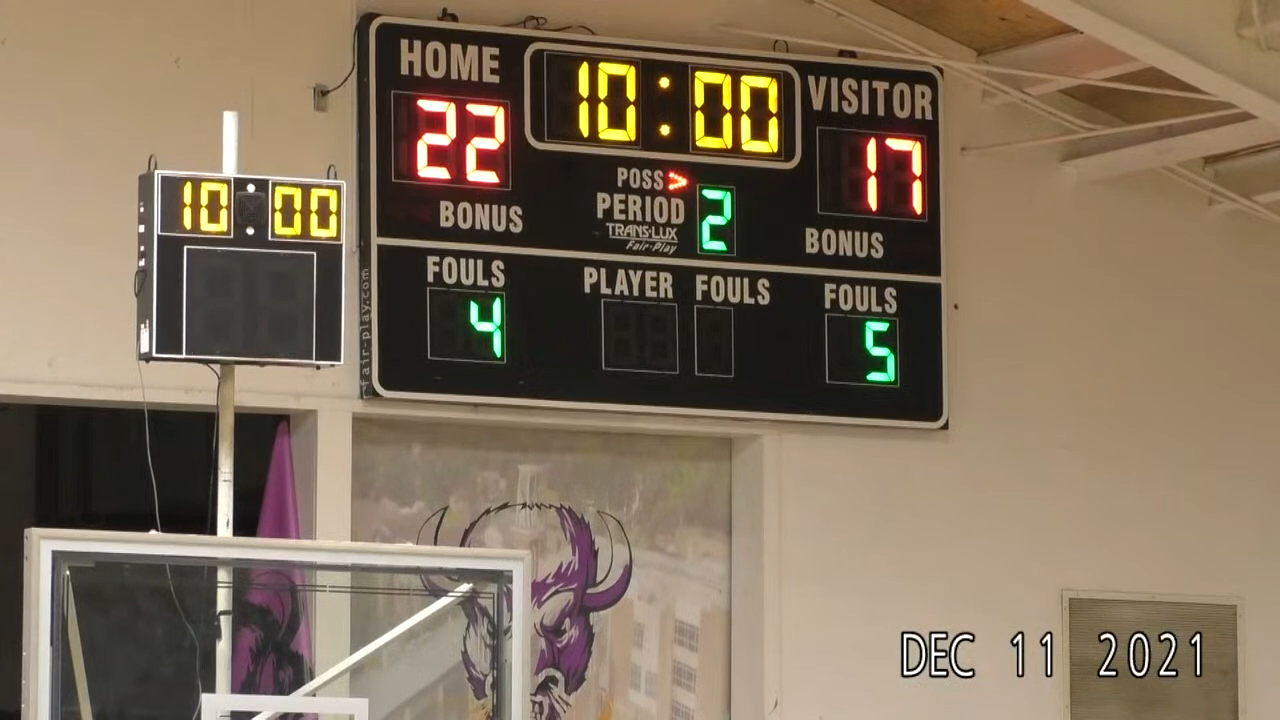 HOME 10:00 VISITOR
22 17
10 00
POSS >
PERIOD 2
TRANS-LUX
Fair-Play
BONUS BONUS
FOULS PLAYER FOULS FOULS
4 5
fair-play.com
DEC 11 2021